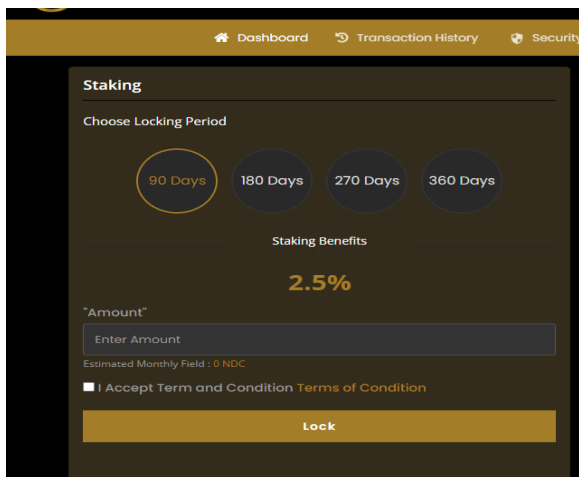 Dashboard Transaction History Security
Staking
Choose Locking Period
90 Days 180 Days 270 Days 360 Days
Staking Benefits
2.5%
"Amount"
Enter Amount
Estimated Monthly Field : 0 NDC
I Accept Term and Condition Terms of Condition
Lock